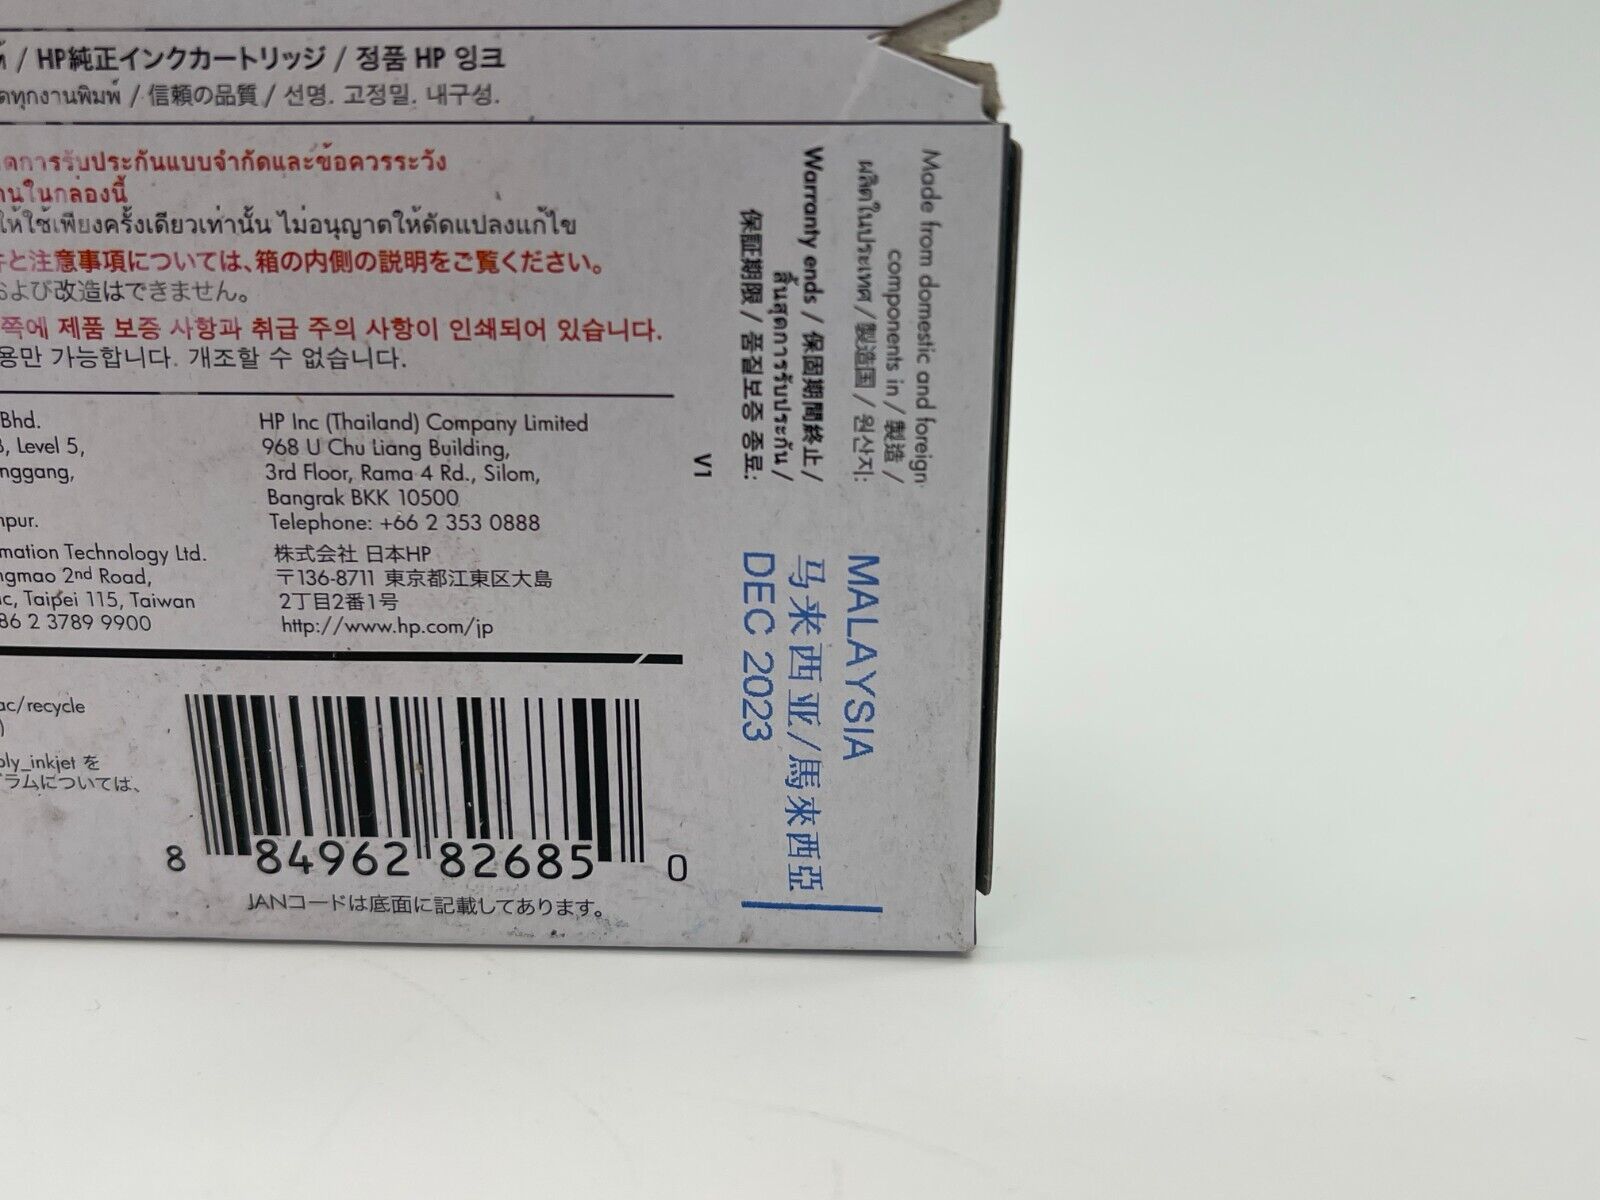 / HP純正インクカートリッジ / 정품 HP 잉크
ดทุกงานพิมพ์ / 信頼の品質 / 선명. 고정밀. 내구성.
ดการรับประกันแบบจำกัดและข้อควรระวัง
านในกล่องนี้
ให้ใช้เพียงครั้งเดียวเท่านั้น ไม่อนุญาตให้ดัดแปลงแก้ไข
と注意事項については、箱の内側の説明をご覧ください。
および改造はできません。
쪽에 제품 보증 사항과 취급 주의 사항이 인쇄되어 있습니다.
용만 가능합니다. 개조할 수 없습니다.
Bhd.
, Level 5,
nggang,
npur.
mation Technology Ltd.
ngmao 2nd Road,
c, Taipei 115, Taiwan
86 2 3789 9900
HP Inc (Thailand) Company Limited
968 U Chu Liang Building,
3rd Floor, Rama 4 Rd., Silom,
Bangrak BKK 10500
Telephone: +66 2 353 0888
株式会社 日本HP
〒136-8711 東京都江東区大島
2丁目2番1号
http://www.hp.com/jp
ac/recycle
)
ply_inkjet を
ラムについては、
8 84962 82685 0
JANコードは底面に記載してあります。
Made from domestic and foreign
components in / 製造 /
ผลิตในประเทศ / 製造国 / 원산지:
Warranty ends / 保固期間終止 /
สิ้นสุดการรับประกัน /
保証期限 / 품질보증 종료:
V1
MALAYSIA
马来西亚/馬來西亞
DEC 2023